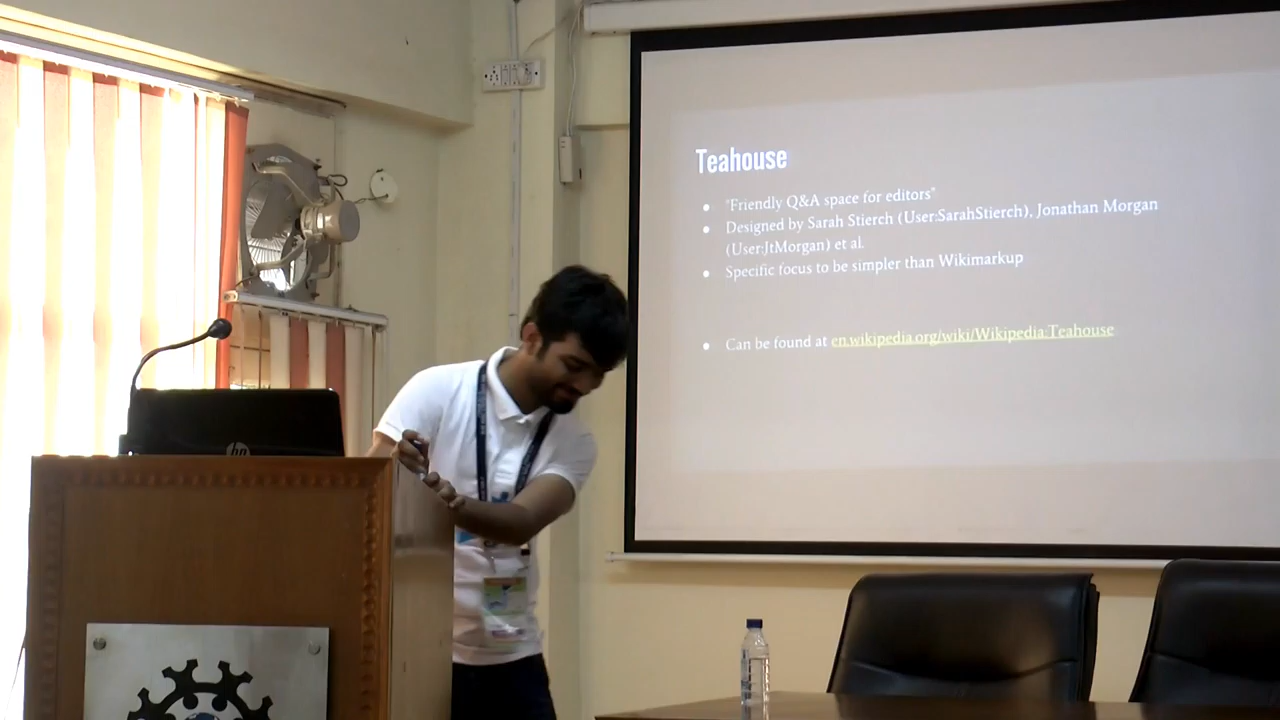 Teahouse
● "Friendly Q&A space for editors"
● Designed by Sarah Stierch (User:SarahStierch), Jonathan Morgan
(User:JtMorgan) et al.
● Specific focus to be simpler than Wikimarkup
● Can be found at en.wikipedia.org/wiki/Wikipedia:Teahouse
hp